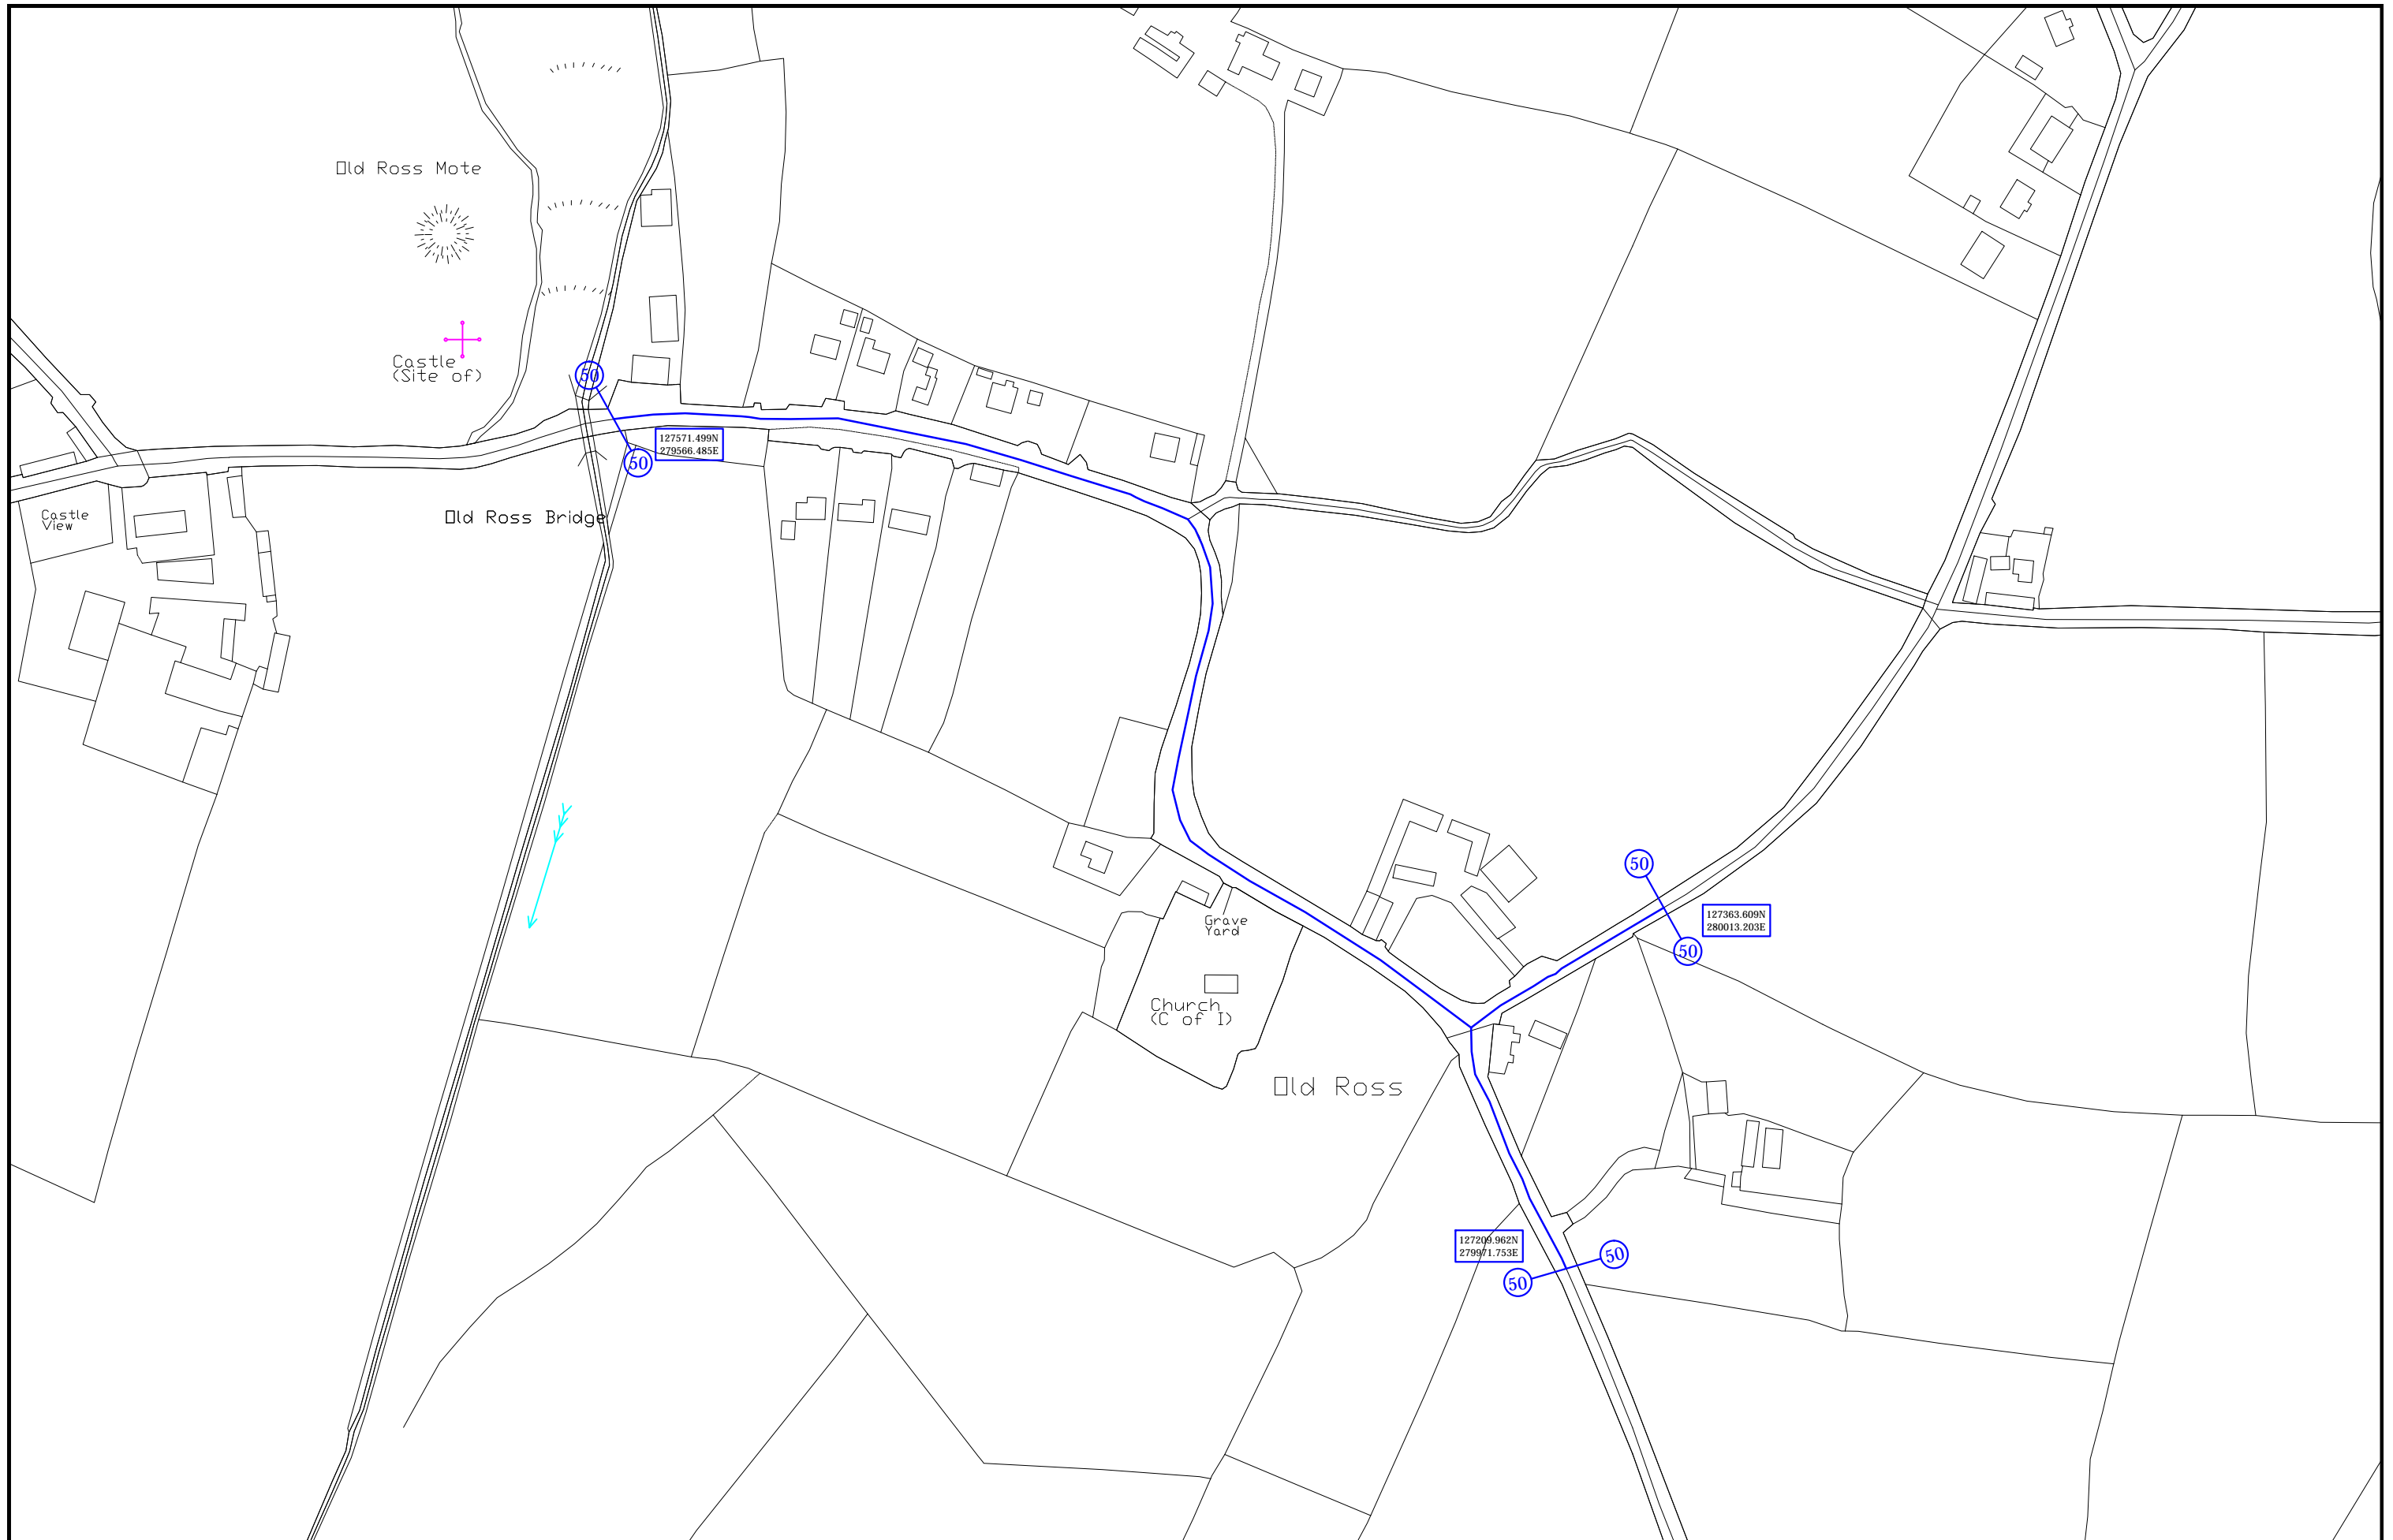 Old Ross Mote
Castle
(Site of)
50
127571.499N
279566.485E
50
Castle
View
Old Ross Bridge
50
127363.609N
280013.203E
50
Grave
Yard
Church
(C of I)
Old Ross
127209.962N
279971.753E
50
50